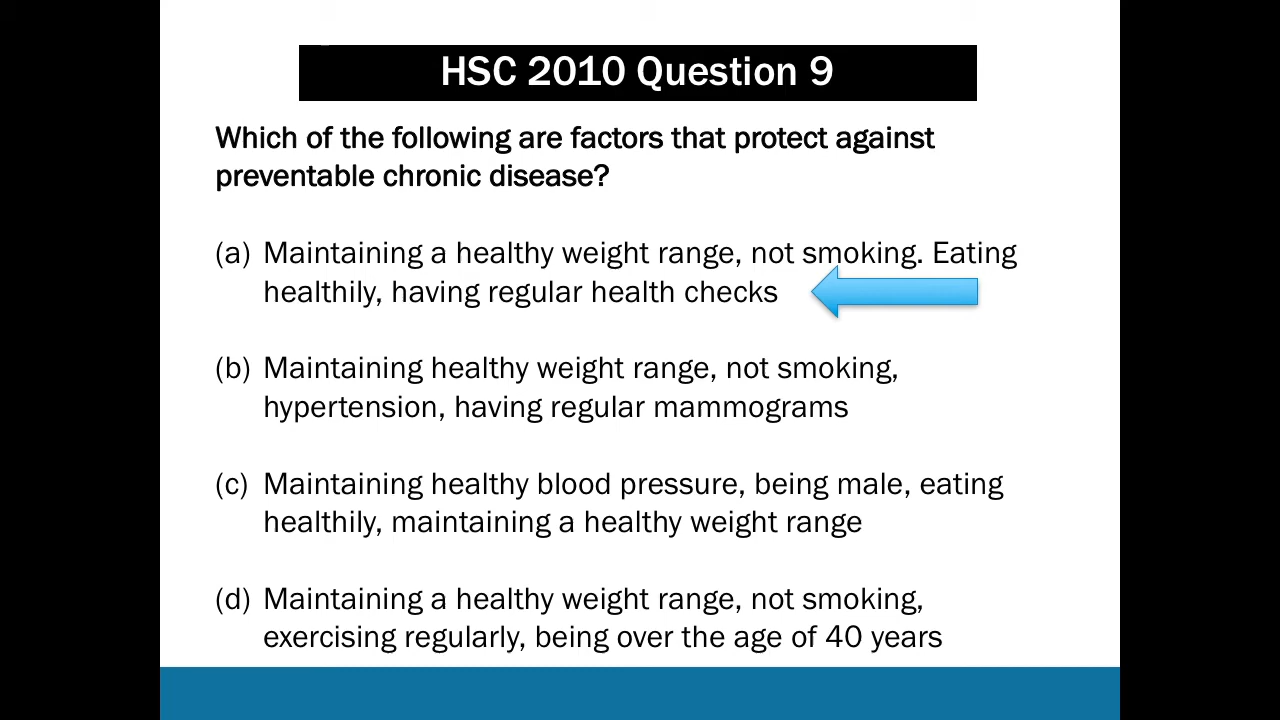 HSC 2010 Question 9
Which of the following are factors that protect against
preventable chronic disease?
(a) Maintaining a healthy weight range, not smoking. Eating
healthily, having regular health checks
(b) Maintaining healthy weight range, not smoking,
hypertension, having regular mammograms
(c) Maintaining healthy blood pressure, being male, eating
healthily, maintaining a healthy weight range
(d) Maintaining a healthy weight range, not smoking,
exercising regularly, being over the age of 40 years